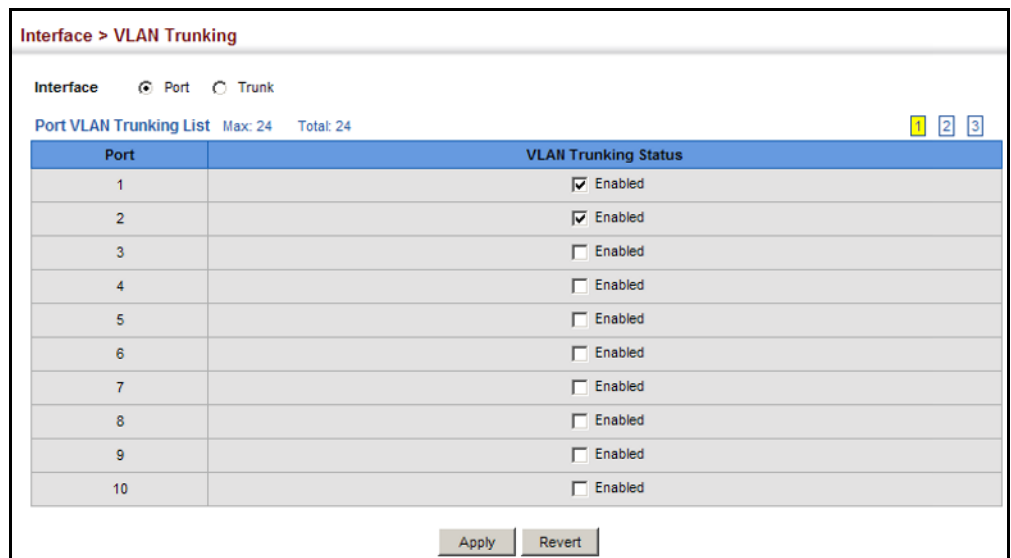 Interface > VLAN Trunking
Interface Port Trunk
Port VLAN Trunking List Max: 24 Total: 24 1 2 3
Port VLAN Trunking Status
1 Enabled
2 Enabled
3 Enabled
4 Enabled
5 Enabled
6 Enabled
7 Enabled
8 Enabled
9 Enabled
10 Enabled
Apply Revert